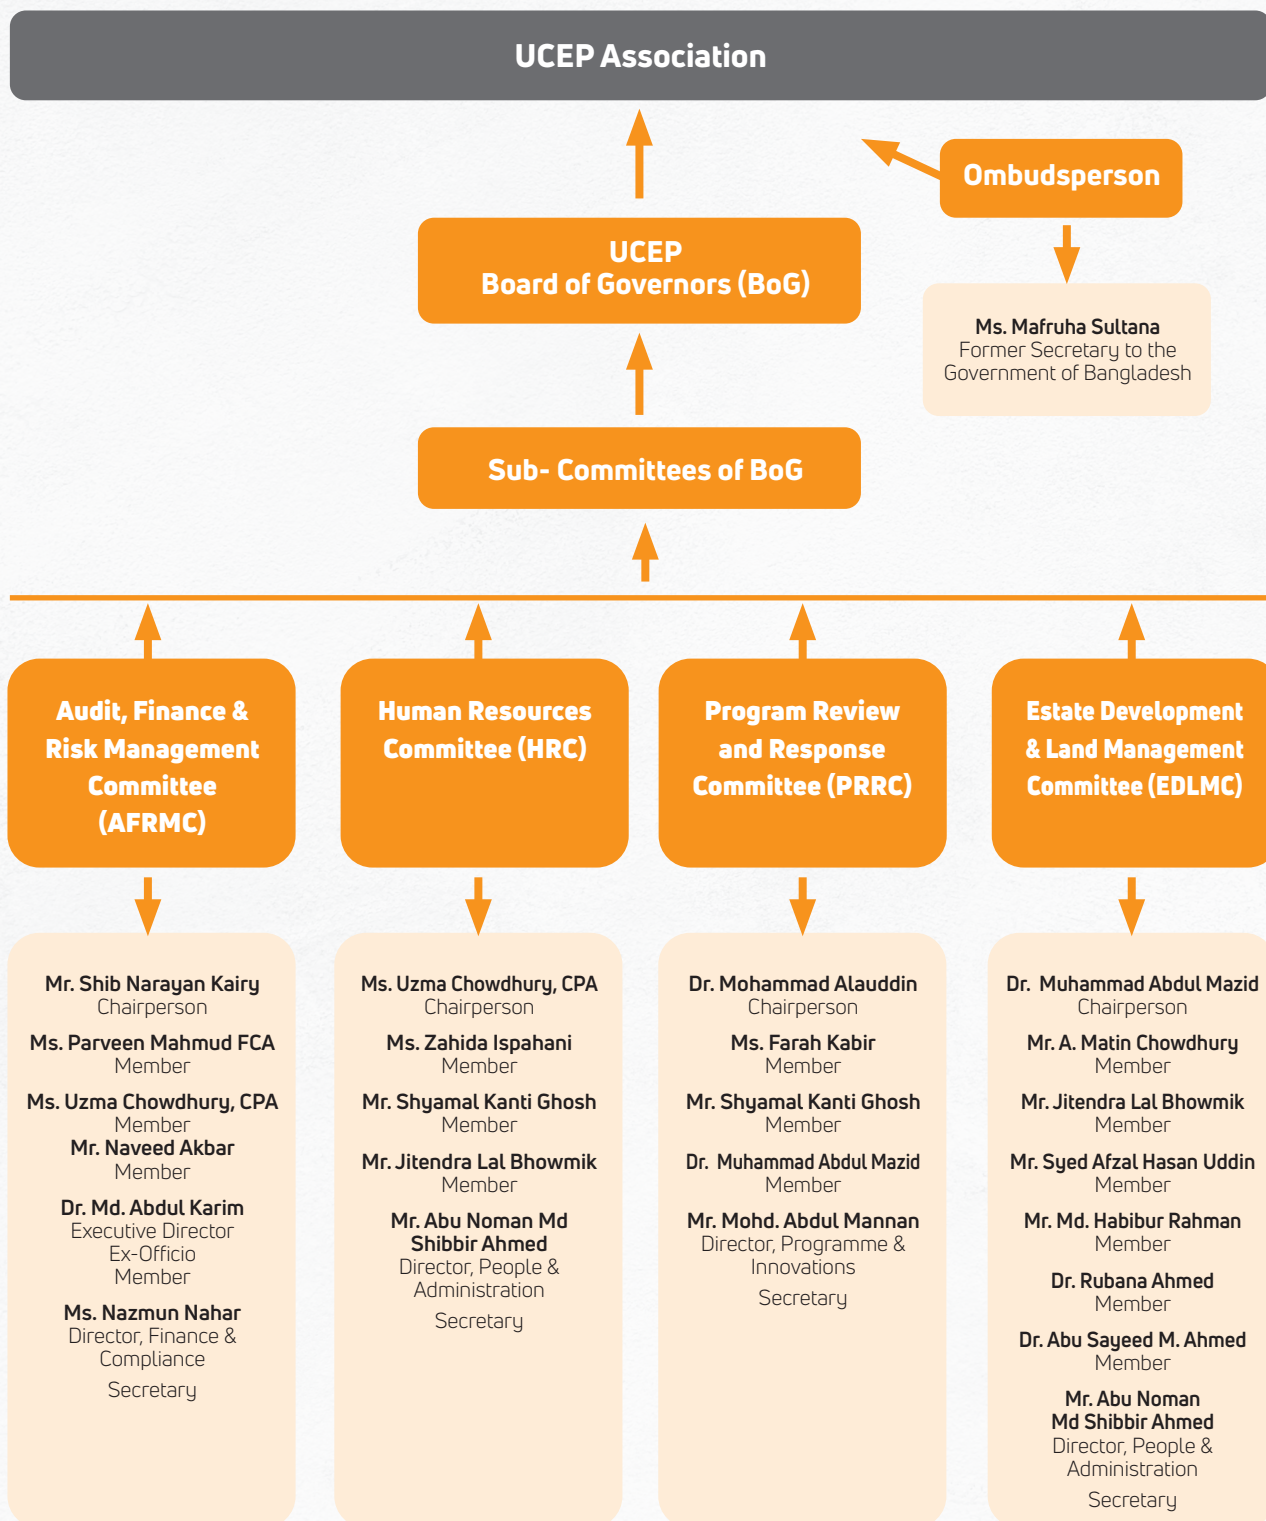 UCEP Association
Ombudsperson
UCEP
Board of Governors (BoG)
Ms. Mafruha Sultana
Former Secretary to the
Government of Bangladesh
Sub- Committees of BoG
Audit, Finance &
Risk Management
Committee
(AFRMC)
Human Resources
Committee (HRC)
Program Review
and Response
Committee (PRRC)
Estate Development
& Land Management
Committee (EDLMC)
Mr. Shib Narayan Kairy
Chairperson
Ms. Parveen Mahmud FCA
Member
Ms. Uzma Chowdhury, CPA
Member
Mr. Naveed Akbar
Member
Dr. Md. Abdul Karim
Executive Director
Ex-Officio
Member
Ms. Nazmun Nahar
Director, Finance &
Compliance
Secretary
Ms. Uzma Chowdhury, CPA
Chairperson
Ms. Zahida Ispahani
Member
Mr. Shyamal Kanti Ghosh
Member
Mr. Jitendra Lal Bhowmik
Member
Mr. Abu Noman Md
Shibbir Ahmed
Director, People &
Administration
Secretary
Dr. Mohammad Alauddin
Chairperson
Ms. Farah Kabir
Member
Mr. Shyamal Kanti Ghosh
Member
Dr. Muhammad Abdul Mazid
Member
Mr. Mohd. Abdul Mannan
Director, Programme &
Innovations
Secretary
Dr. Muhammad Abdul Mazid
Chairperson
Mr. A. Matin Chowdhury
Member
Mr. Jitendra Lal Bhowmik
Member
Mr. Syed Afzal Hasan Uddin
Member
Mr. Md. Habibur Rahman
Member
Dr. Rubana Ahmed
Member
Dr. Abu Sayeed M. Ahmed
Member
Mr. Abu Noman
Md Shibbir Ahmed
Director, People &
Administration
Secretary